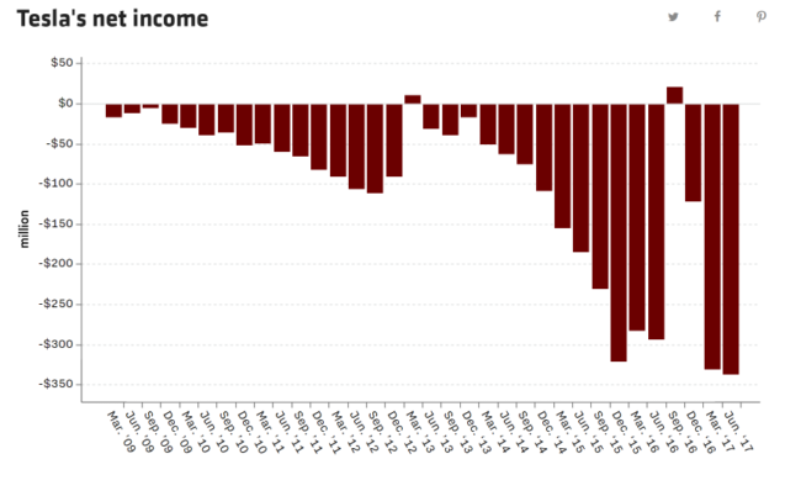 Tesla's net income
$50
$0
-$50
-$100
-$150
-$200
-$250
-$300
-$350
million
Mar. '09
Jun. '09
Sep. '09
Dec. '09
Mar. '10
Jun. '10
Sep. '10
Dec. '10
Mar. '11
Jun. '11
Sep. '11
Dec. '11
Mar. '12
Jun. '12
Sep. '12
Dec. '12
Mar. '13
Jun. '13
Sep. '13
Dec. '13
Mar. '14
Jun. '14
Sep. '14
Dec. '14
Mar. '15
Jun. '15
Sep. '15
Dec. '15
Mar. '16
Jun. '16
Sep. '16
Dec. '16
Mar. '17
Jun. '17